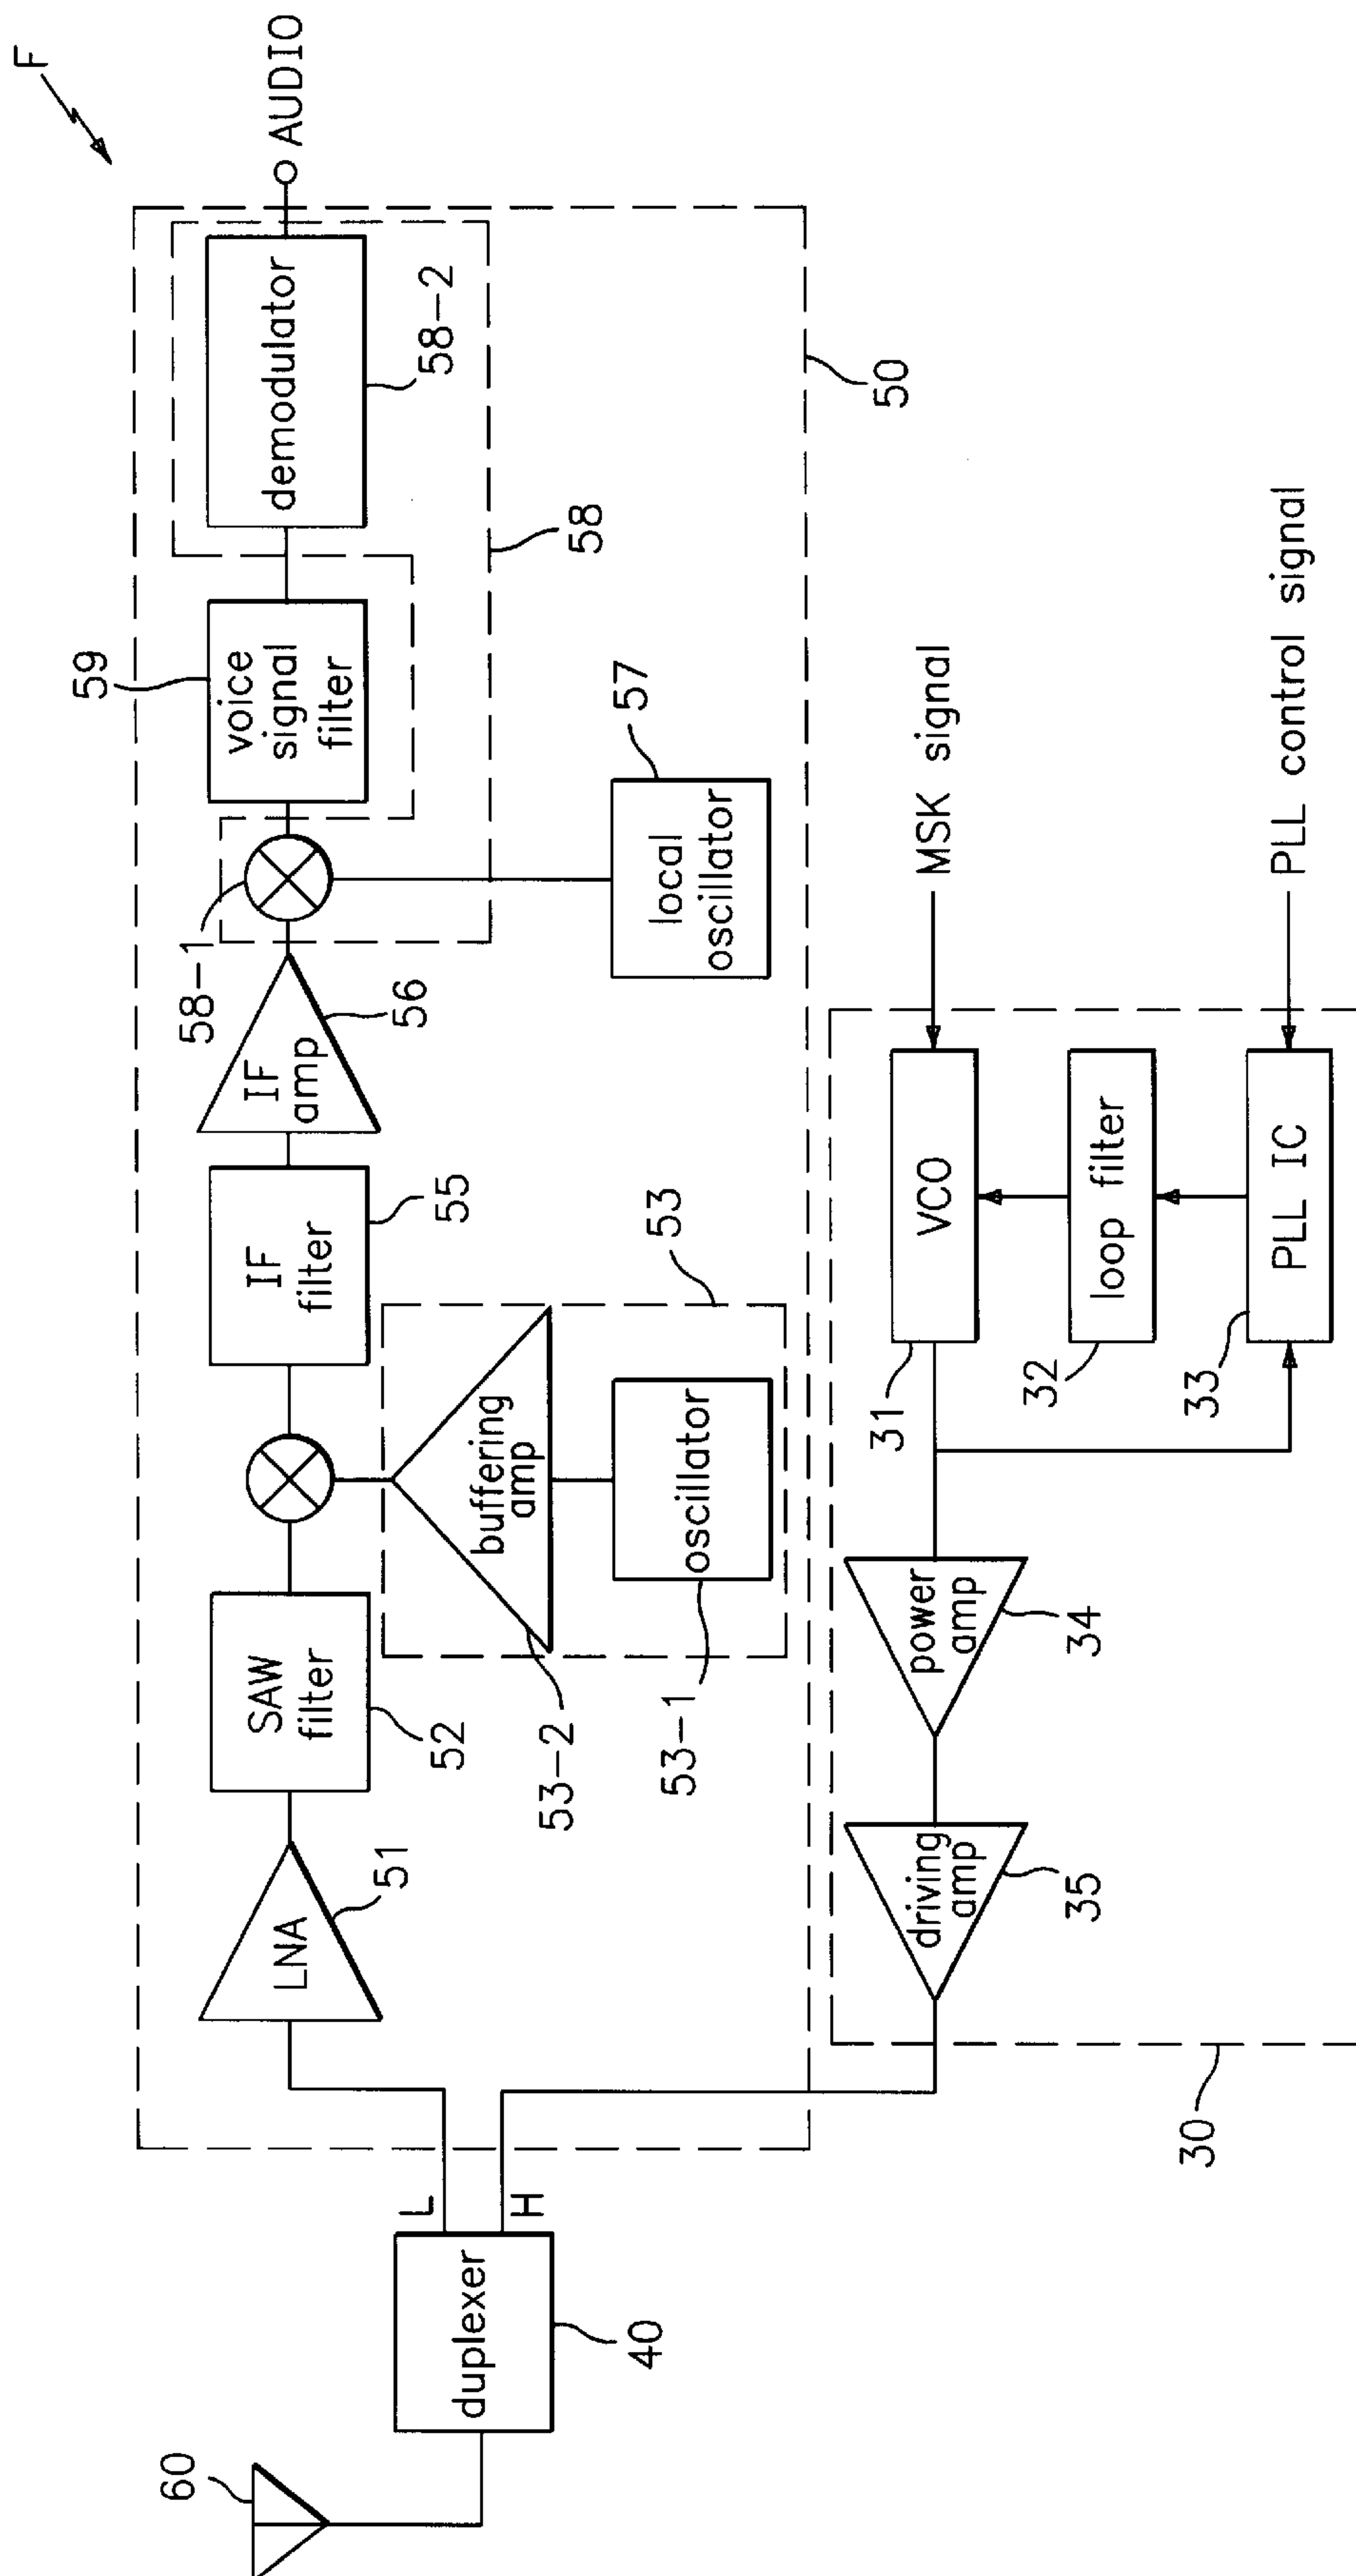 F
60
duplexer
40
L
H
LNA
51
SAW
filter
52
buffering
amp
53-2
oscillator
53-1
53
IF
filter
55
IF
amp
56
58-1
local
oscillator
57
voice
signal
filter
59
demodulator
58-2
58
50
AUDIO
driving
amp
35
power
amp
34
VCO
31
loop filter
32
PLL IC
33
MSK signal
PLL control signal
30